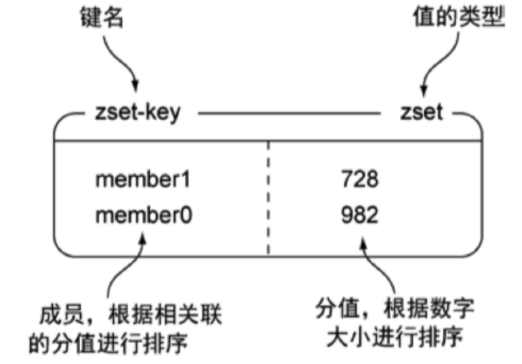 键名 值的类型
zset-key zset
member1 728
member0 982
成员，根据相关联 分值，根据数字
的分值进行排序 大小进行排序